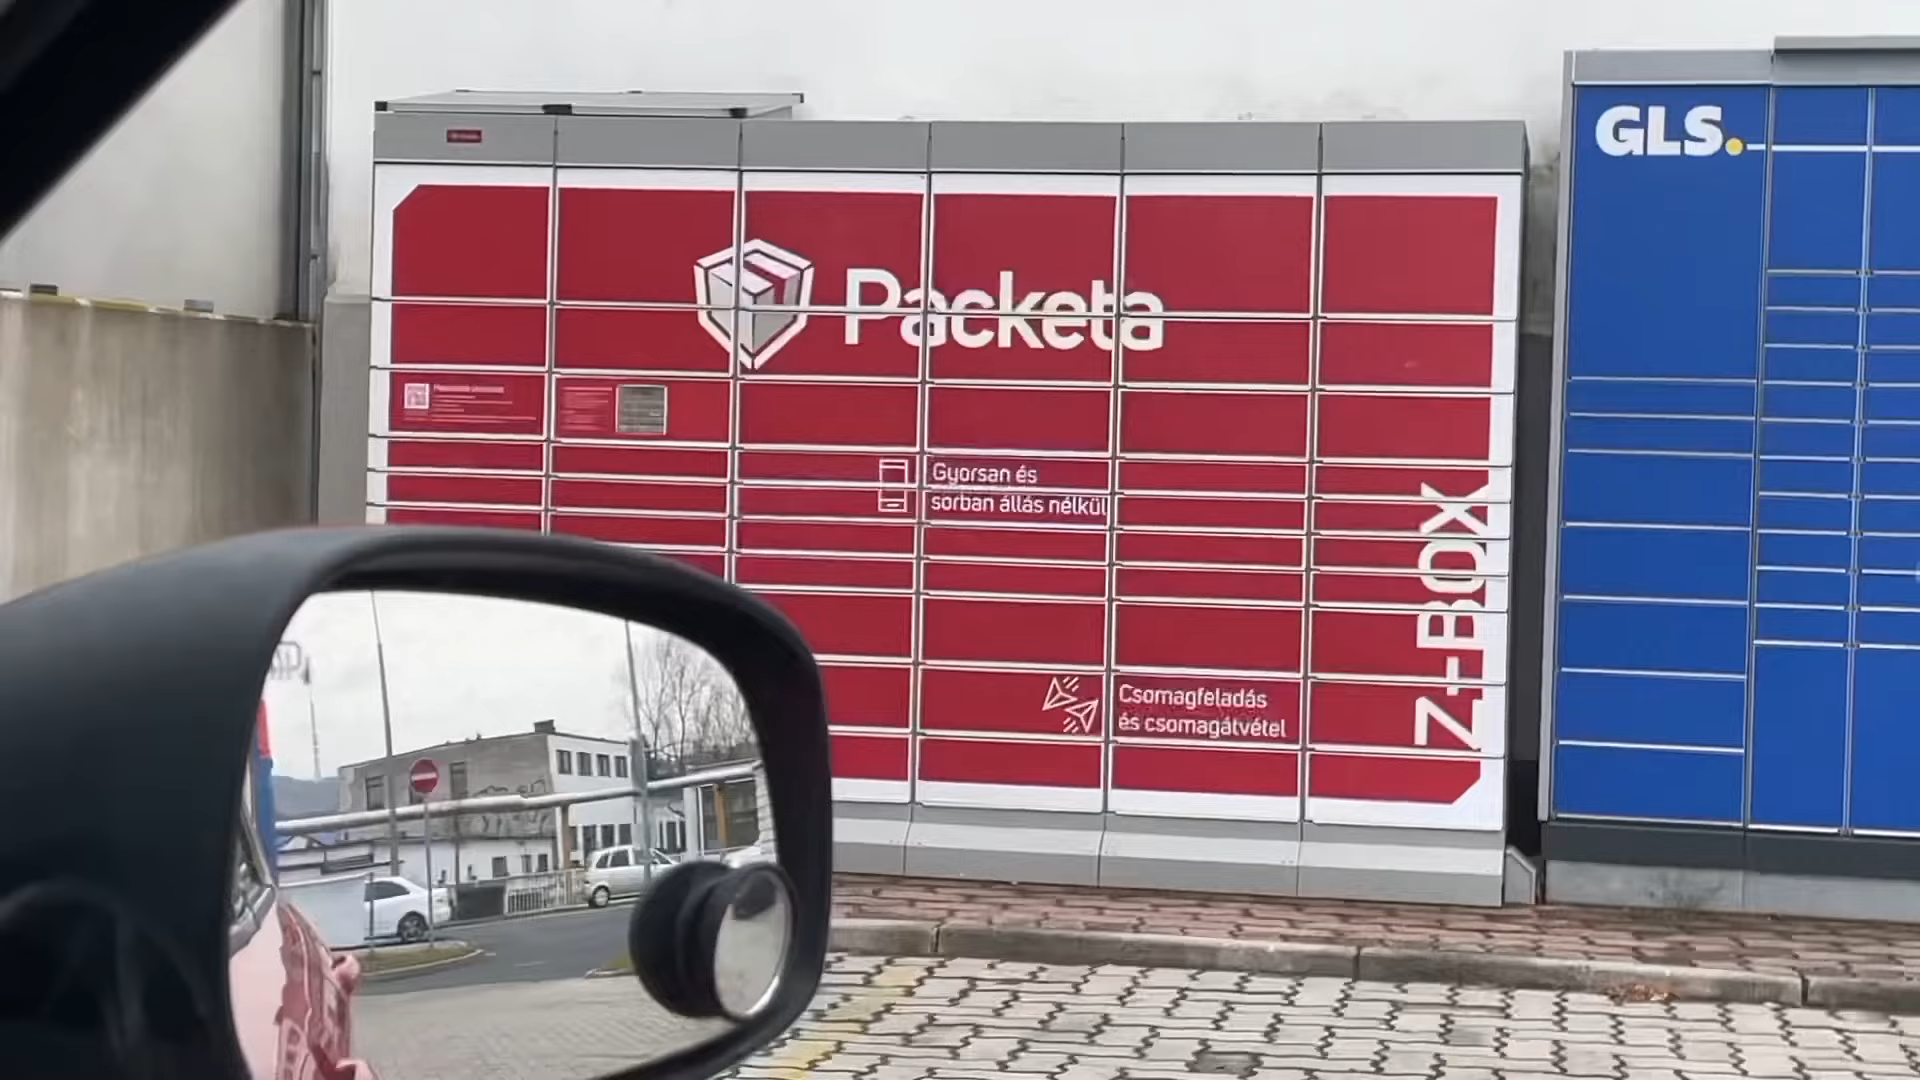 GLS.
Packeta
Gyorsan és
sorban állás nélkül
Z-BOX
Csomagfeladás
és csomagátvétel